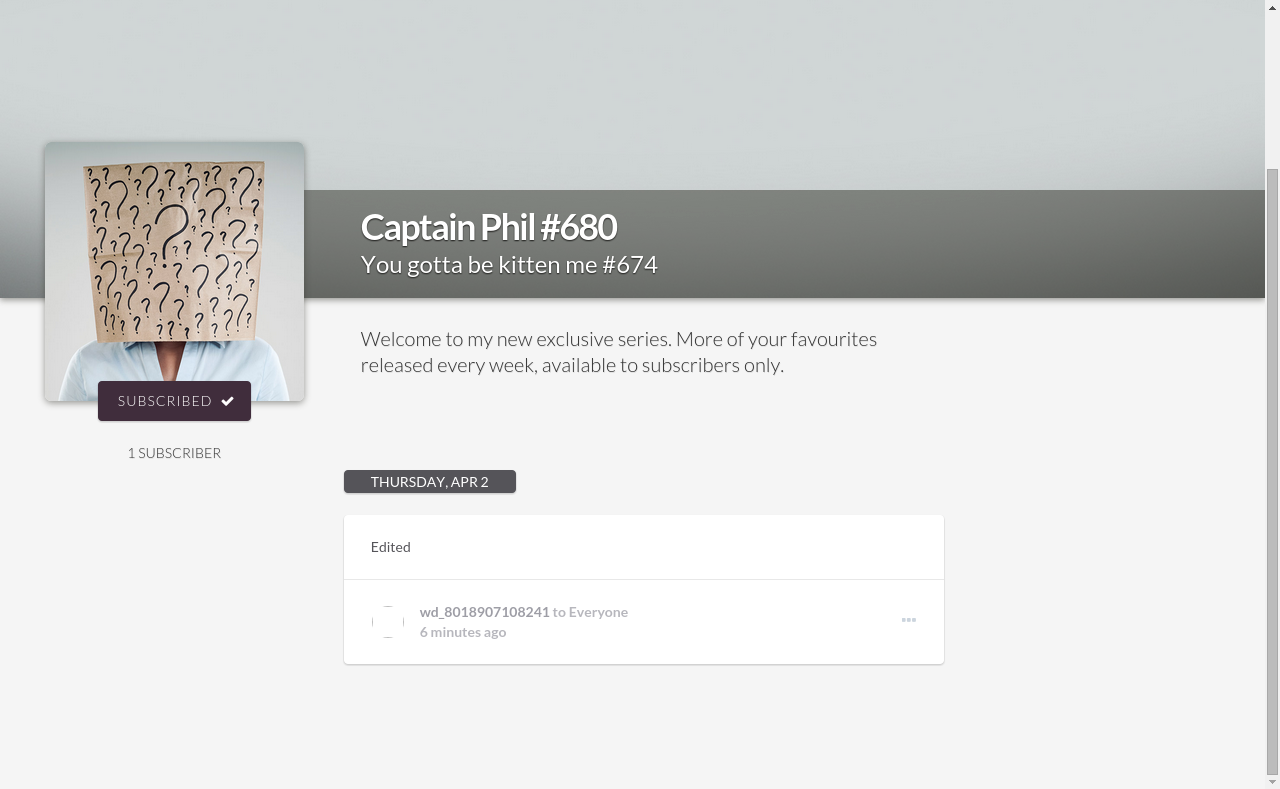 Captain Phil #680
You gotta be kitten me #674
Welcome to my new exclusive series. More of your favourites
released every week, available to subscribers only.
SUBSCRIBED
1 SUBSCRIBER
THURSDAY, APR 2
Edited
wd_8018907108241 to Everyone
6 minutes ago